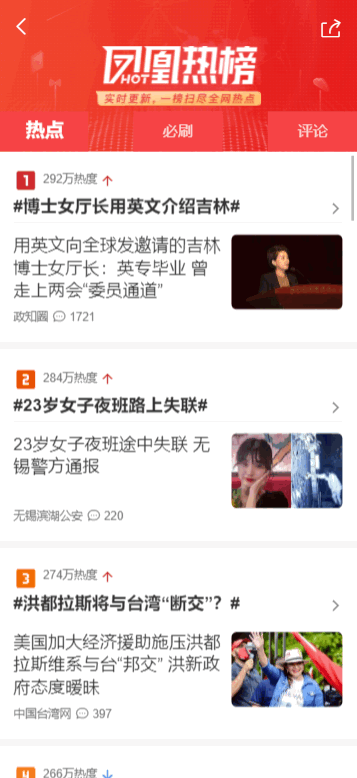 凤凰热榜
HOT
实时更新，一榜扫尽全网热点
热点
必刷
评论
1 292万热度
#博士女厅长用英文介绍吉林#
用英文向全球发邀请的吉林
博士女厅长：英专毕业 曾
走上两会“委员通道”
政知圈 1721
2 284万热度
#23岁女子夜班路上失联#
23岁女子夜班途中失联 无
锡警方通报
无锡滨湖公安 220
3 274万热度
#洪都拉斯将与台湾“断交”？#
美国加大经济援助施压洪都
拉斯维系与台“邦交” 洪新政
府态度暧昧
中国台湾网 397
4 266万热度